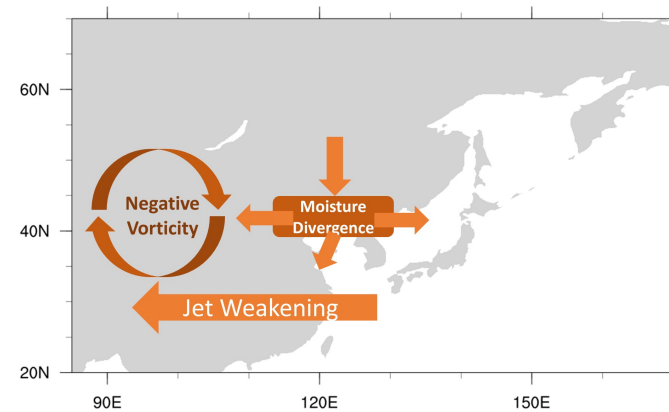 60N
Negative
Vorticity
Moisture
Divergence
40N
Jet Weakening
20N
90E
120E
150E